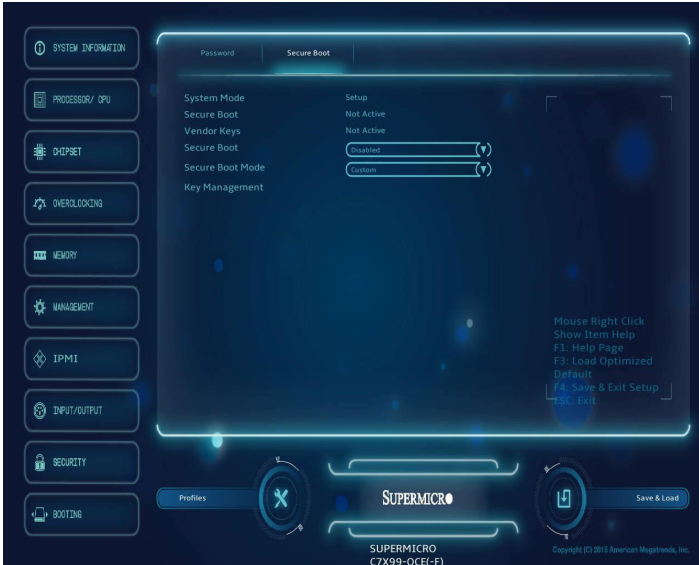 SYSTEM INFORMATION
PROCESSOR/ CPU
CHIPSET
OVERCLOCKING
MEMORY
MANAGEMENT
IPMI
INPUT/OUTPUT
SECURITY
BOOTING
Password
Secure Boot
System Mode Setup
Secure Boot Not Active
Vendor Keys Not Active
Secure Boot Disabled
Secure Boot Mode Custom
Key Management
Mouse Right Click
Show Item Help
F1: Help Page
F3: Load Optimized
Default
F4: Save & Exit Setup
ESC: Exit
Profiles
SUPERMICRO
Save & Load
SUPERMICRO
C7X99-OCE(-F)
Copyright (C) 2015 American Megatrends, Inc.